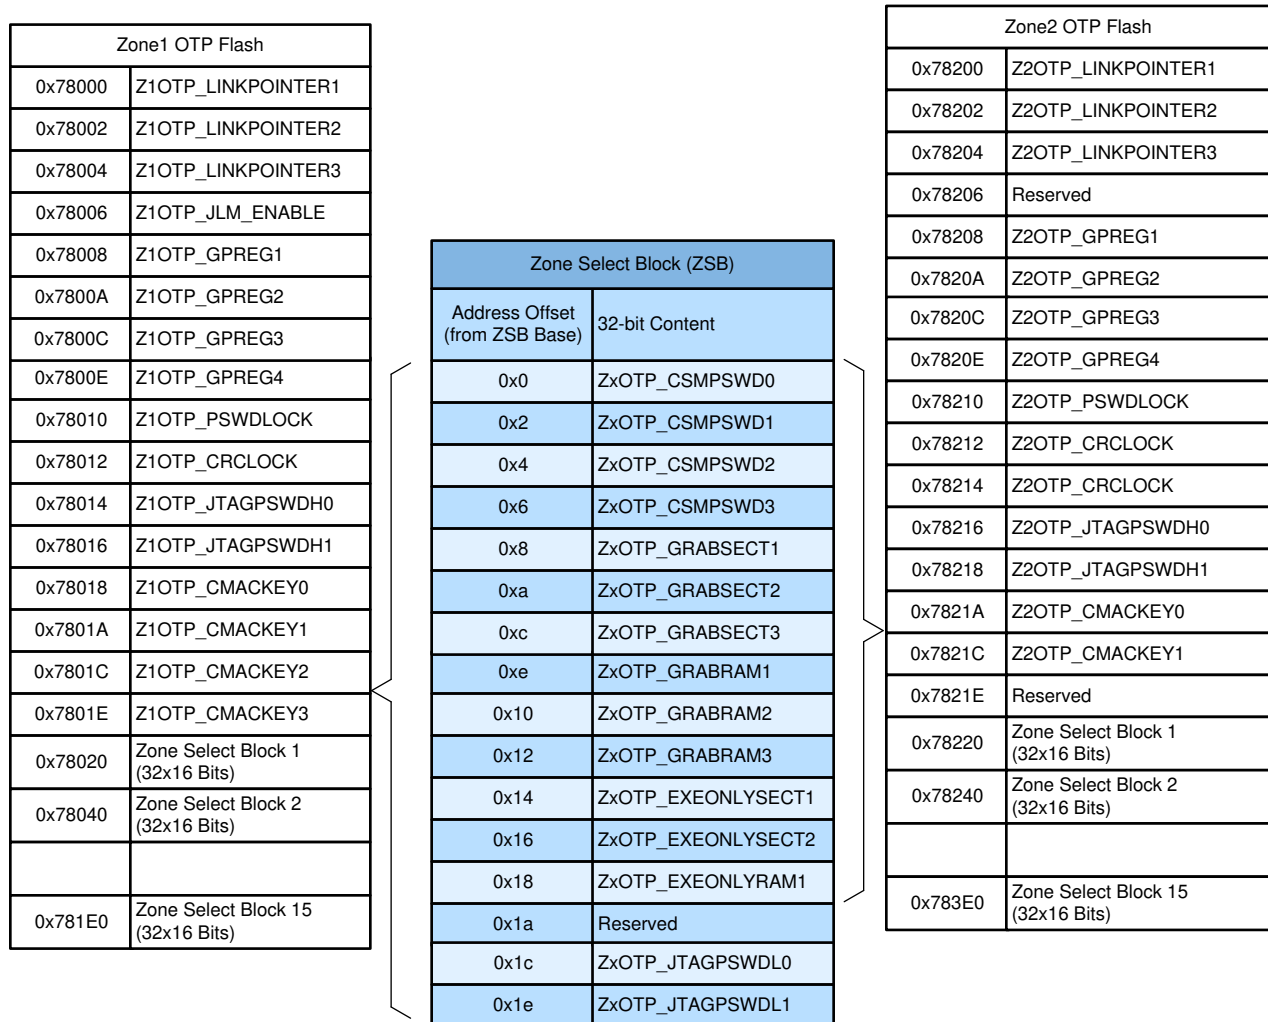 Zone1 OTP Flash
0x78000 Z1OTP_LINKPOINTER1
0x78002 Z1OTP_LINKPOINTER2
0x78004 Z1OTP_LINKPOINTER3
0x78006 Z1OTP_JLM_ENABLE
0x78008 Z1OTP_GPREG1
0x7800A Z1OTP_GPREG2
0x7800C Z1OTP_GPREG3
0x7800E Z1OTP_GPREG4
0x78010 Z1OTP_PSWDLOCK
0x78012 Z1OTP_CRCLOCK
0x78014 Z1OTP_JTAGPSWDH0
0x78016 Z1OTP_JTAGPSWDH1
0x78018 Z1OTP_CMACKEY0
0x7801A Z1OTP_CMACKEY1
0x7801C Z1OTP_CMACKEY2
0x7801E Z1OTP_CMACKEY3
0x78020 Zone Select Block 1
(32x16 Bits)
0x78040 Zone Select Block 2
(32x16 Bits)
0x781E0 Zone Select Block 15
(32x16 Bits)
Zone Select Block (ZSB)
Address Offset
(from ZSB Base) 32-bit Content
0x0 ZxOTP_CSMPSWD0
0x2 ZxOTP_CSMPSWD1
0x4 ZxOTP_CSMPSWD2
0x6 ZxOTP_CSMPSWD3
0x8 ZxOTP_GRABSECT1
0xa ZxOTP_GRABSECT2
0xc ZxOTP_GRABSECT3
0xe ZxOTP_GRABRAM1
0x10 ZxOTP_GRABRAM2
0x12 ZxOTP_GRABRAM3
0x14 ZxOTP_EXEONLYSECT1
0x16 ZxOTP_EXEONLYSECT2
0x18 ZxOTP_EXEONLYRAM1
0x1a Reserved
0x1c ZxOTP_JTAGPSWDL0
0x1e ZxOTP_JTAGPSWDL1
Zone2 OTP Flash
0x78200 Z2OTP_LINKPOINTER1
0x78202 Z2OTP_LINKPOINTER2
0x78204 Z2OTP_LINKPOINTER3
0x78206 Reserved
0x78208 Z2OTP_GPREG1
0x7820A Z2OTP_GPREG2
0x7820C Z2OTP_GPREG3
0x7820E Z2OTP_GPREG4
0x78210 Z2OTP_PSWDLOCK
0x78212 Z2OTP_CRCLOCK
0x78214 Z2OTP_CRCLOCK
0x78216 Z2OTP_JTAGPSWDH0
0x78218 Z2OTP_JTAGPSWDH1
0x7821A Z2OTP_CMACKEY0
0x7821C Z2OTP_CMACKEY1
0x7821E Reserved
0x78220 Zone Select Block 1
(32x16 Bits)
0x78240 Zone Select Block 2
(32x16 Bits)
0x783E0 Zone Select Block 15
(32x16 Bits)